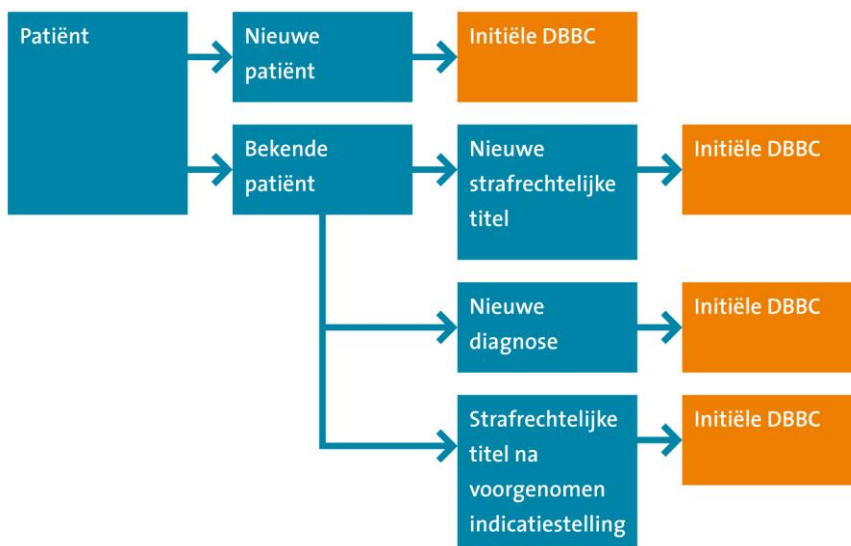 Patiënt
Nieuwe
patiënt
Initiële DBBC
Bekende
patiënt
Nieuwe
strafrechtelijke
titel
Initiële DBBC
Nieuwe
diagnose
Initiële DBBC
Strafrechtelijke
titel na
voorgenomen
indicatiestelling
Initiële DBBC